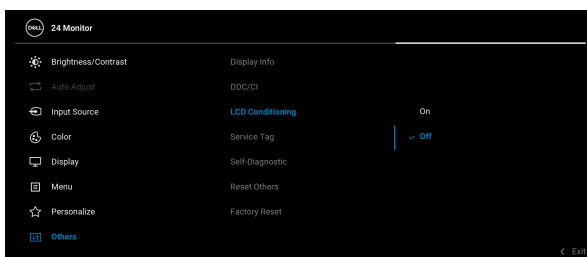 DELL 24 Monitor
Brightness/Contrast Display Info
Auto Adjust DDC/CI
Input Source LCD Conditioning On
Color Service Tag Off
Display Self-Diagnostic
Menu Reset Others
Personalize Factory Reset
Others
Exit